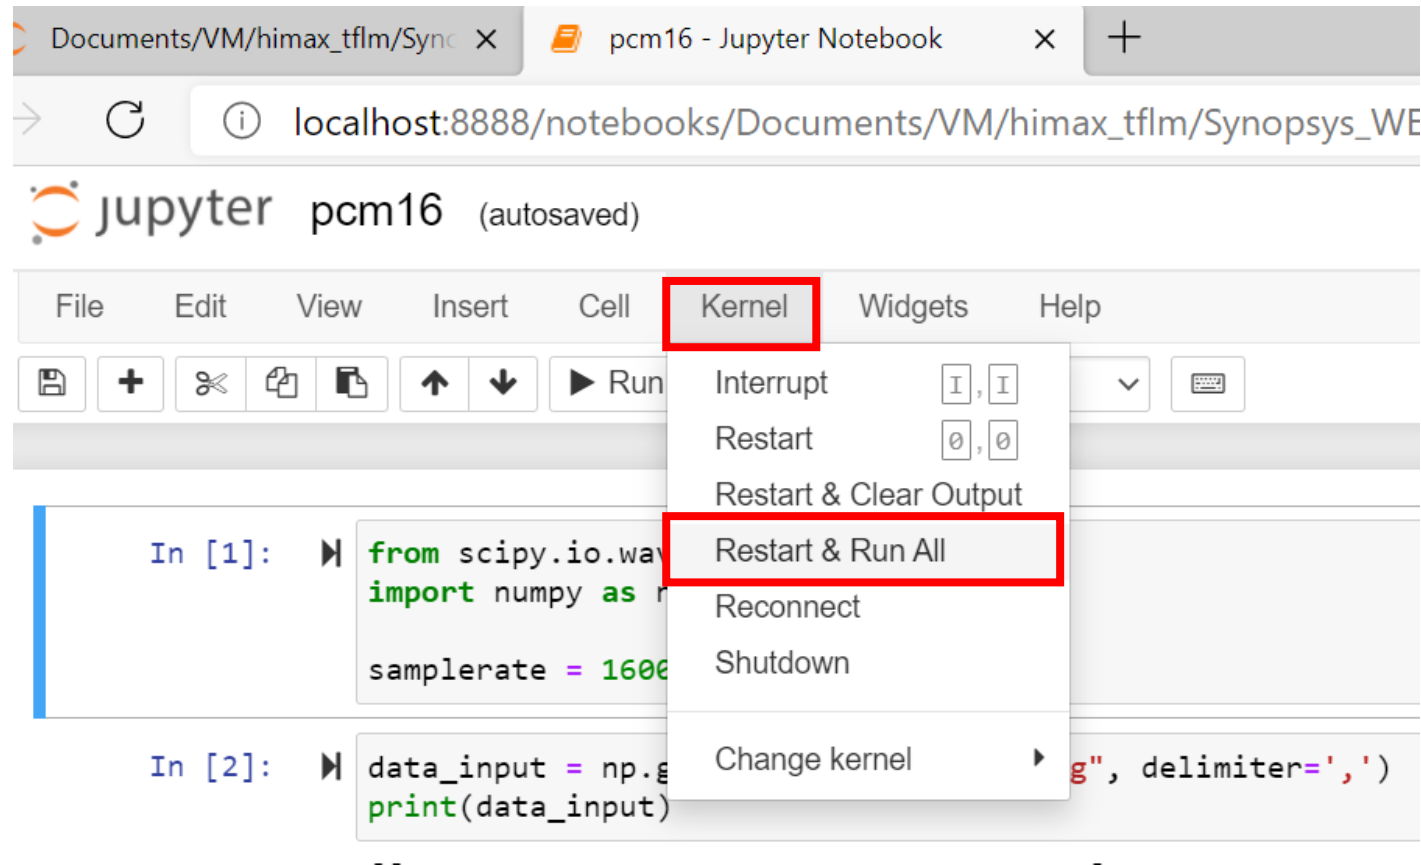 Documents/VM/himax_tflm/Sync
pcm16 - Jupyter Notebook
localhost:8888/notebooks/Documents/VM/himax_tflm/Synopsys_WE
jupyter pcm16 (autosaved)
File Edit View Insert Cell Kernel Widgets Help
Run
Interrupt I,I
Restart 0,0
Restart & Clear Output
Restart & Run All
Reconnect
Shutdown
Change kernel
In [1]:
from scipy.io.wav
import numpy as n
samplerate = 1600
In [2]:
data_input = np.g g", delimiter=',')
print(data_input)